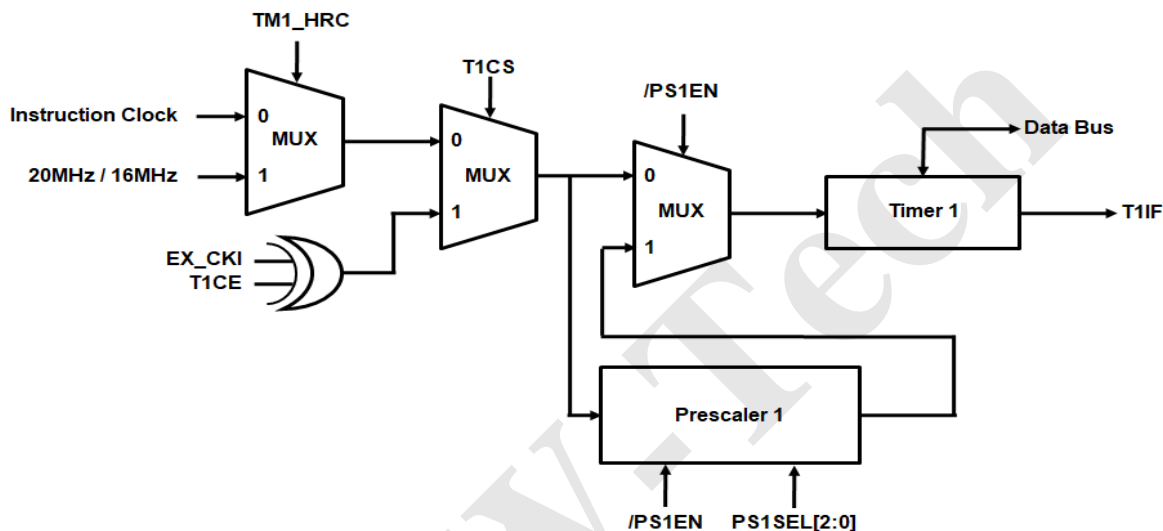 TM1_HRC
T1CS
/PS1EN
Instruction Clock
0
MUX
20MHz / 16MHz
1
0
MUX
1
0
MUX
1
Data Bus
Timer 1
T1IF
EX_CKI
T1CE
Prescaler 1
/PS1EN
PS1SEL[2:0]
y-Tech